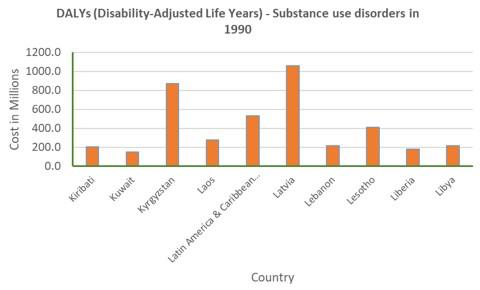 DALYs (Disability-Adjusted Life Years) - Substance use disorders in
1990
Cost in Millions
1200.0
1000.0
800.0
600.0
400.0
200.0
0.0
Kiribati
Kuwait
Kyrgyzstan
Laos
Latin America & Caribbean...
Latvia
Lebanon
Lesotho
Liberia
Libya
Country